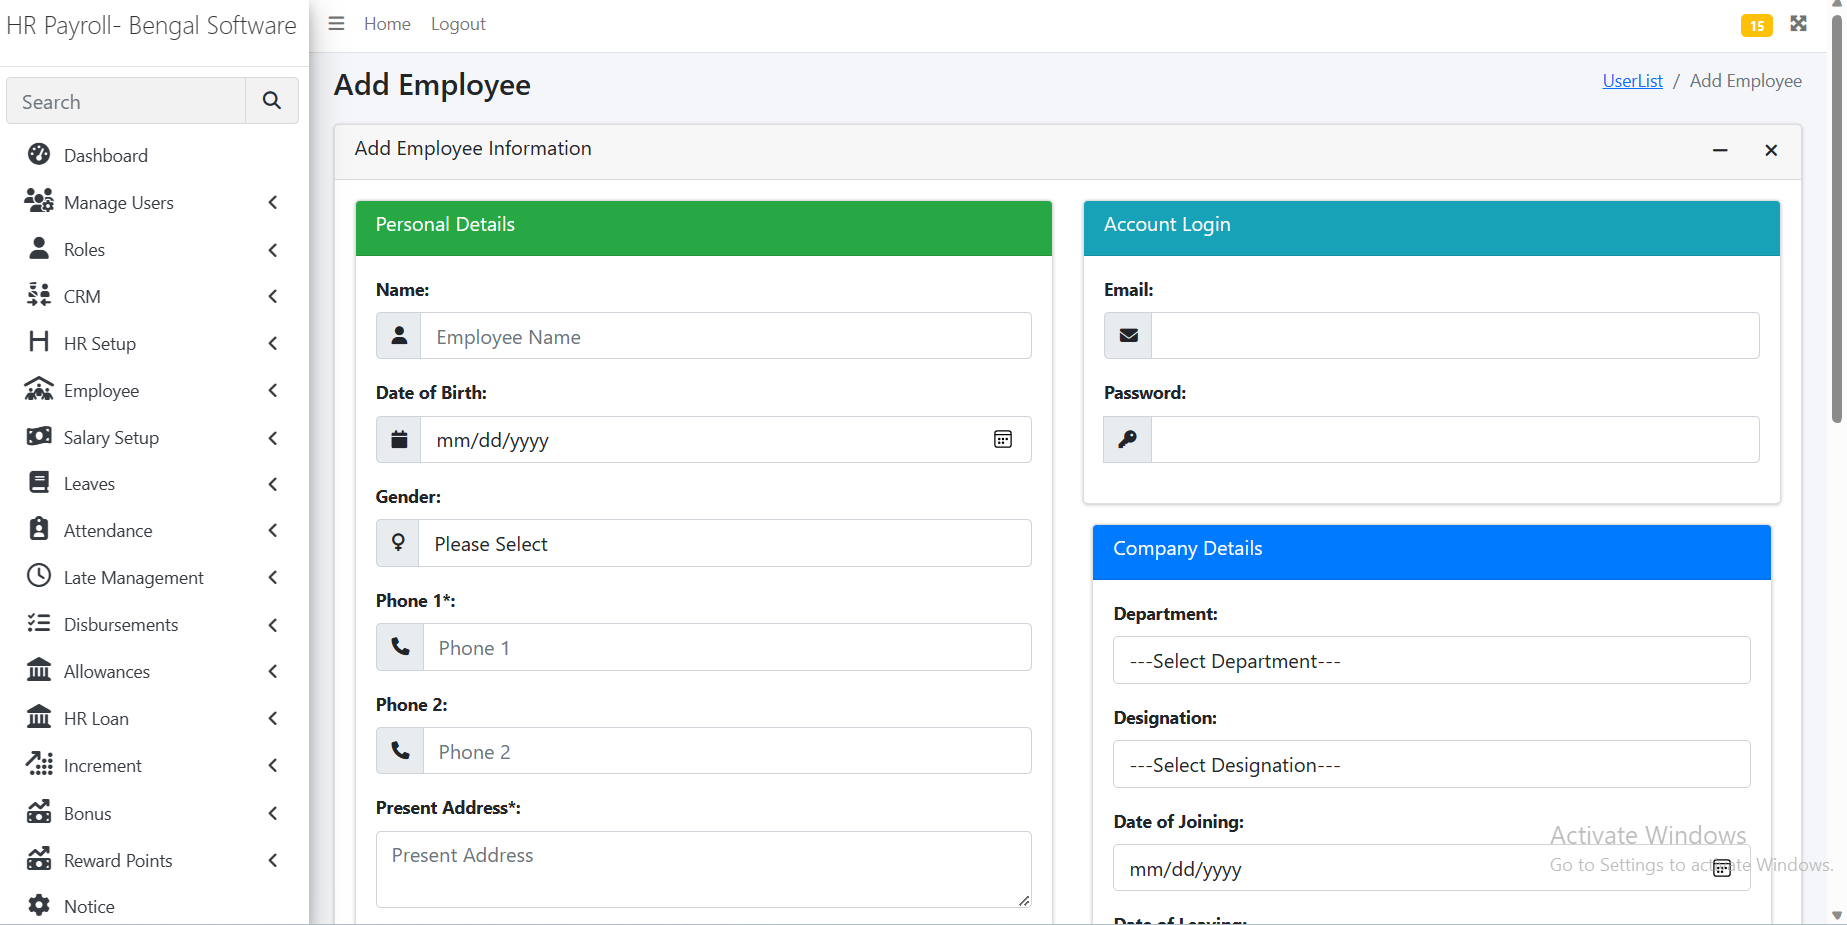 HR Payroll- Bengal Software
Home
Logout
15
Search
Dashboard
Manage Users
Roles
CRM
HR Setup
Employee
Salary Setup
Leaves
Attendance
Late Management
Disbursements
Allowances
HR Loan
Increment
Bonus
Reward Points
Notice
Add Employee
UserList / Add Employee
Add Employee Information
Personal Details
Name:
Employee Name
Date of Birth:
mm/dd/yyyy
Gender:
Please Select
Phone 1*:
Phone 1
Phone 2:
Phone 2
Present Address*:
Present Address
Account Login
Email:
Password:
Company Details
Department:
---Select Department---
Designation:
---Select Designation---
Date of Joining:
mm/dd/yyyy
Date of Leaving:
Activate Windows
Go to Settings to activate Windows.